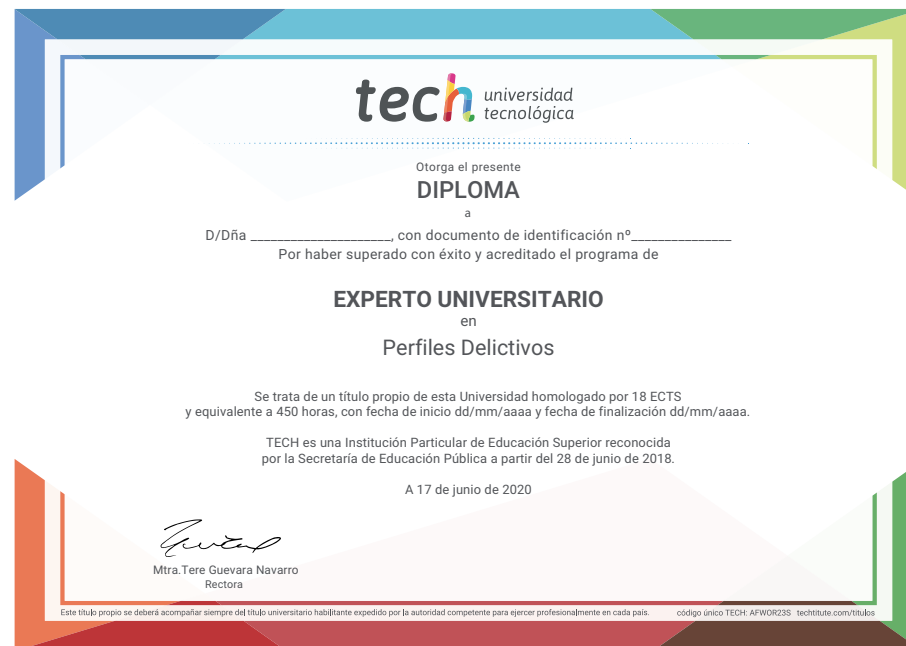 tech universidad
tecnológica
Otorga el presente
DIPLOMA
a
D/Dña _____________________, con documento de identificación nº_______________
Por haber superado con éxito y acreditado el programa de
EXPERTO UNIVERSITARIO
en
Perfiles Delictivos
Se trata de un título propio de esta Universidad homologado por 18 ECTS
y equivalente a 450 horas, con fecha de inicio dd/mm/aaaa y fecha de finalización dd/mm/aaaa.
TECH es una Institución Particular de Educación Superior reconocida
por la Secretaría de Educación Pública a partir del 28 de junio de 2018.
A 17 de junio de 2020
Mtra.Tere Guevara Navarro
Rectora
Este título propio se deberá acompañar siempre del título universitario habilitante expedido por la autoridad competente para ejercer profesionalmente en cada país. código único TECH: AFWOR23S techtitute.com/titulos